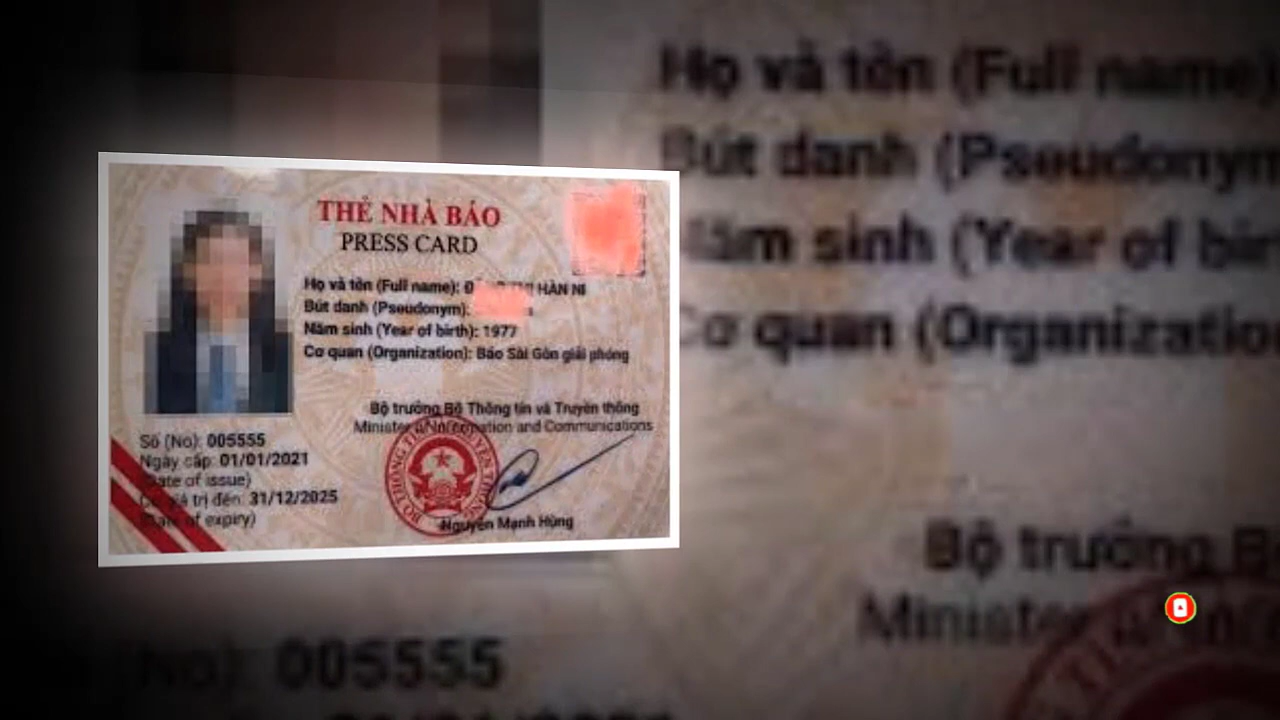 THẺ NHÀ BÁO
PRESS CARD
Họ và tên (Full name): HÀN NI
Bút danh (Pseudonym):
Năm sinh (Year of birth): 1977
Cơ quan (Organization): Báo Sài Gòn giải phóng
Bộ trưởng Bộ Thông tin và Truyền thông
Minister of Information and Communications
Số (No): 005555
Ngày cấp: 01/01/2021
(Date of issue)
Có giá trị đến: 31/12/2025
(Date of expiry)
Nguyễn Mạnh Hùng
Họ và tên (Full name)
Bút danh (Pseudonym
Năm sinh (Year of bir
Cơ quan (Organizatio
Bộ trưởng B
Minister
(No): 005555